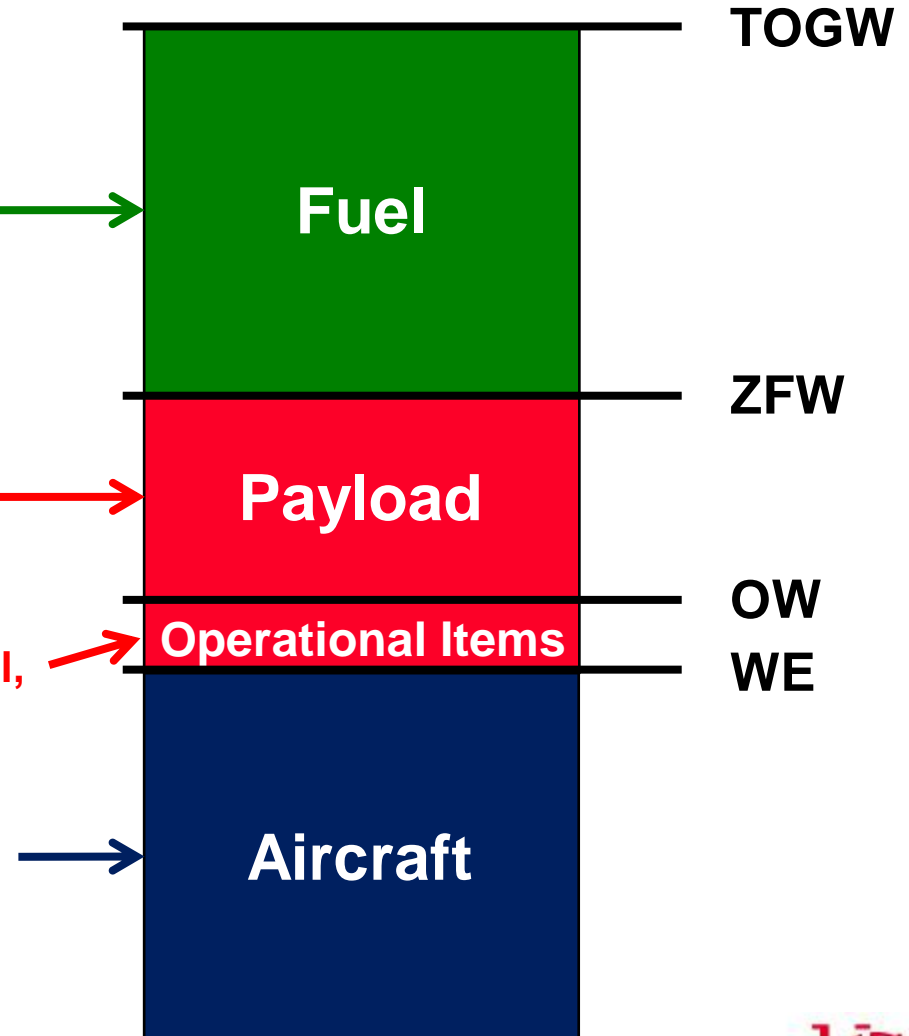 TOGW
Fuel
ZFW
Payload
OW
Operational Items
l,
WE
Aircraft